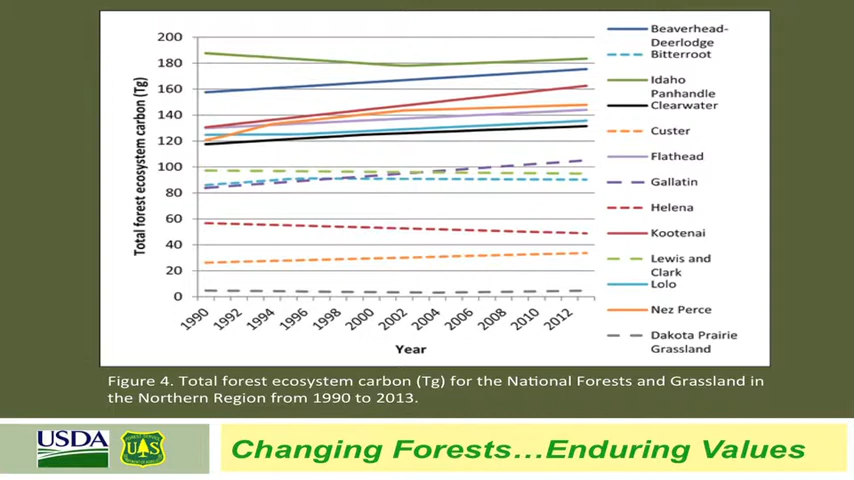 200
180
160
140
120
100
80
60
40
20
0
Total forest ecosystem carbon (Tg)
1990
1992
1994
1996
1998
2000
2002
2004
2006
2008
2010
2012
Year
Beaverhead-
Deerlodge
Bitterroot
Idaho
Panhandle
Clearwater
Custer
Flathead
Gallatin
Helena
Kootenai
Lewis and
Clark
Lolo
Nez Perce
Dakota Prairie
Grassland
Figure 4. Total forest ecosystem carbon (Tg) for the National Forests and Grassland in
the Northern Region from 1990 to 2013.
USDA
FOREST SERVICE
U S
Changing Forests...Enduring Values